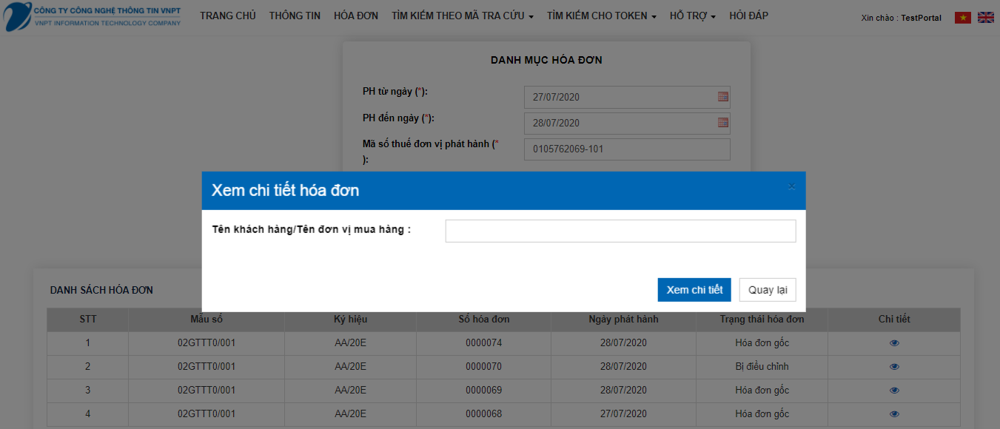 CÔNG TY CÔNG NGHỆ THÔNG TIN VNPT
VNPT INFORMATION TECHNOLOGY COMPANY
TRANG CHỦ THÔNG TIN HÓA ĐƠN TÌM KIẾM THEO MÃ TRA CỨU TÌM KIẾM CHO TOKEN HỖ TRỢ HỎI ĐÁP
Xin chào : TestPortal
DANH MỤC HÓA ĐƠN
PH từ ngày (*): 27/07/2020
PH đến ngày (*): 28/07/2020
Mã số thuế đơn vị phát hành (* 0105762069-101
):
Xem chi tiết hóa đơn ×
Tên khách hàng/Tên đơn vị mua hàng :
Xem chi tiết Quay lại
DANH SÁCH HÓA ĐƠN
STT Mẫu số Ký hiệu Số hóa đơn Ngày phát hành Trạng thái hóa đơn Chi tiết
1 02GTTT0/001 AA/20E 0000074 28/07/2020 Hóa đơn gốc
2 02GTTT0/001 AA/20E 0000070 28/07/2020 Bị điều chỉnh
3 02GTTT0/001 AA/20E 0000069 28/07/2020 Hóa đơn gốc
4 02GTTT0/001 AA/20E 0000068 27/07/2020 Hóa đơn gốc